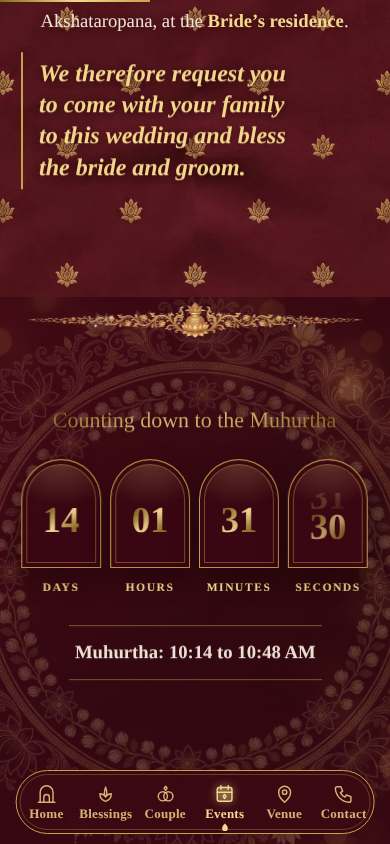 Akshataropana, at the Bride’s residence.
We therefore request you
to come with your family
to this wedding and bless
the bride and groom.
Counting down to the Muhurtha
14 01 31 31
30
DAYS HOURS MINUTES SECONDS
Muhurtha: 10:14 to 10:48 AM
Home Blessings Couple Events Venue Contact